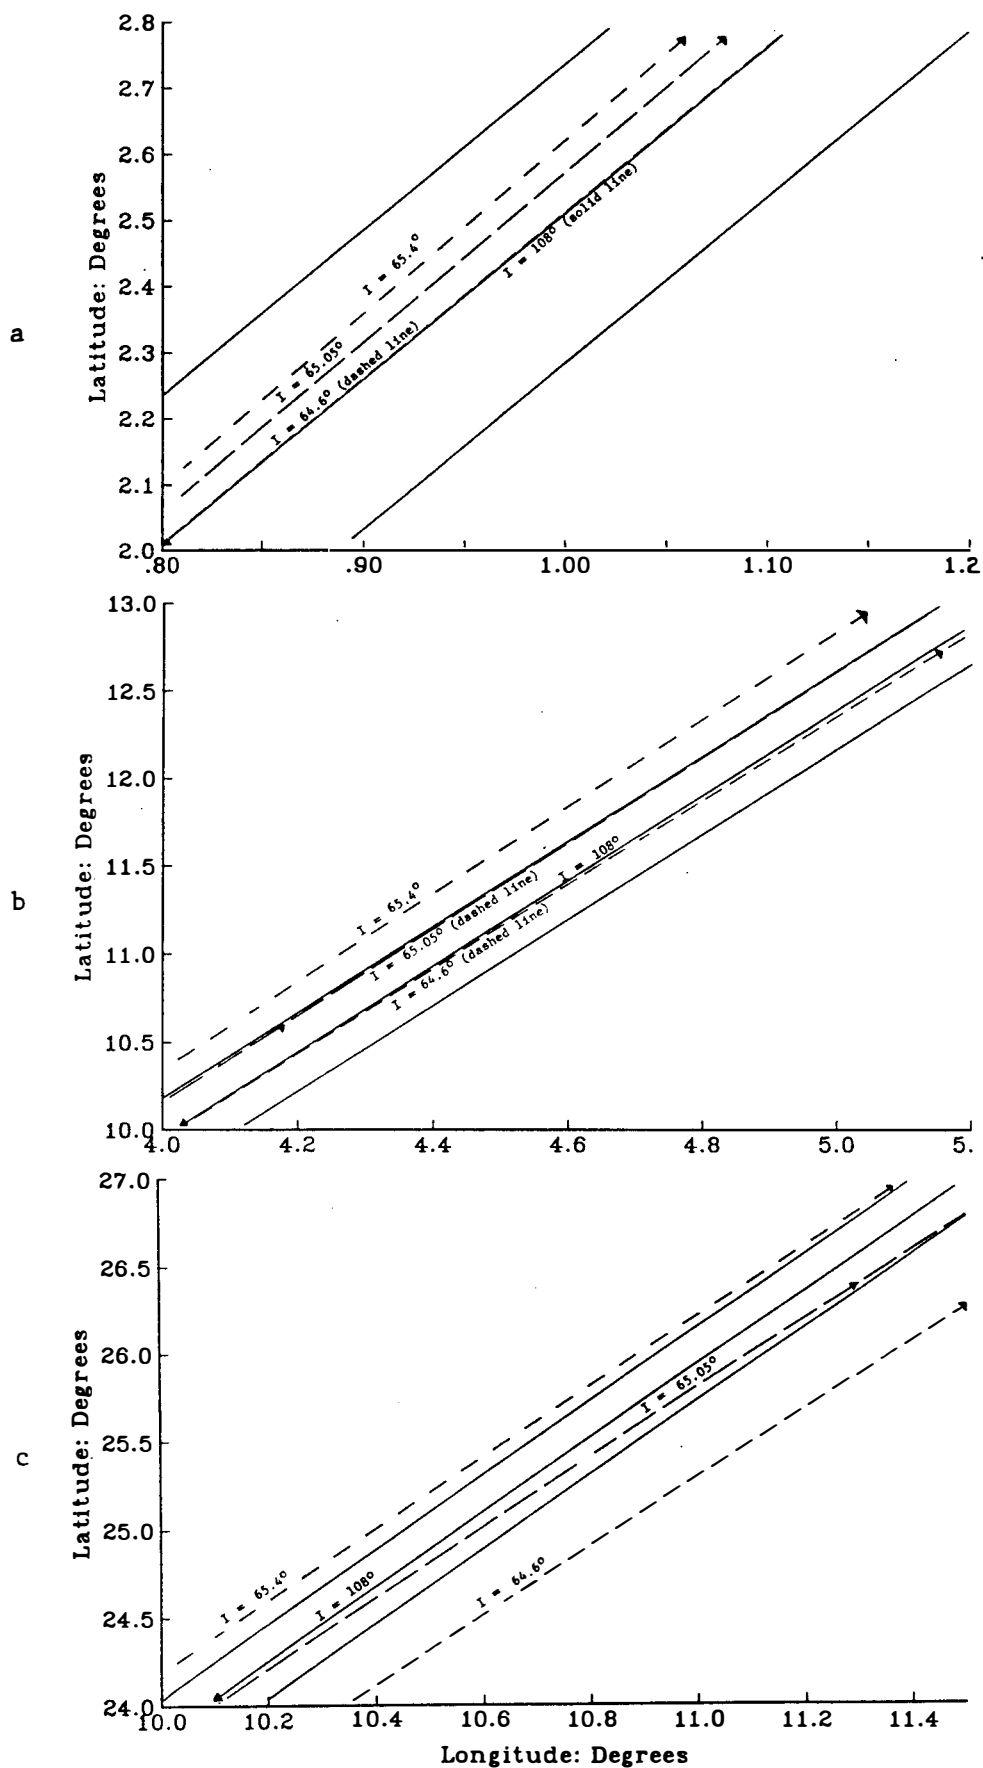 a
Latitude: Degrees
2.8
2.7
2.6
2.5
2.4
2.3
2.2
2.1
2.0
I = 65.4°
I = 65.05°
I = 64.6° (dashed line)
I = 108° (solid line)
.80
.90
1.00
1.10
1.2
b
Latitude: Degrees
13.0
12.5
12.0
11.5
11.0
10.5
10.0
I = 65.4°
I = 65.05° (dashed line)
I = 64.6° (dashed line)
I = 108°
4.0
4.2
4.4
4.6
4.8
5.0
5.
c
Latitude: Degrees
27.0
26.5
26.0
25.5
25.0
24.5
24.0
I = 65.4°
I = 108°
I = 65.05°
I = 64.6°
10.0
10.2
10.4
10.6
10.8
11.0
11.2
11.4
Longitude: Degrees